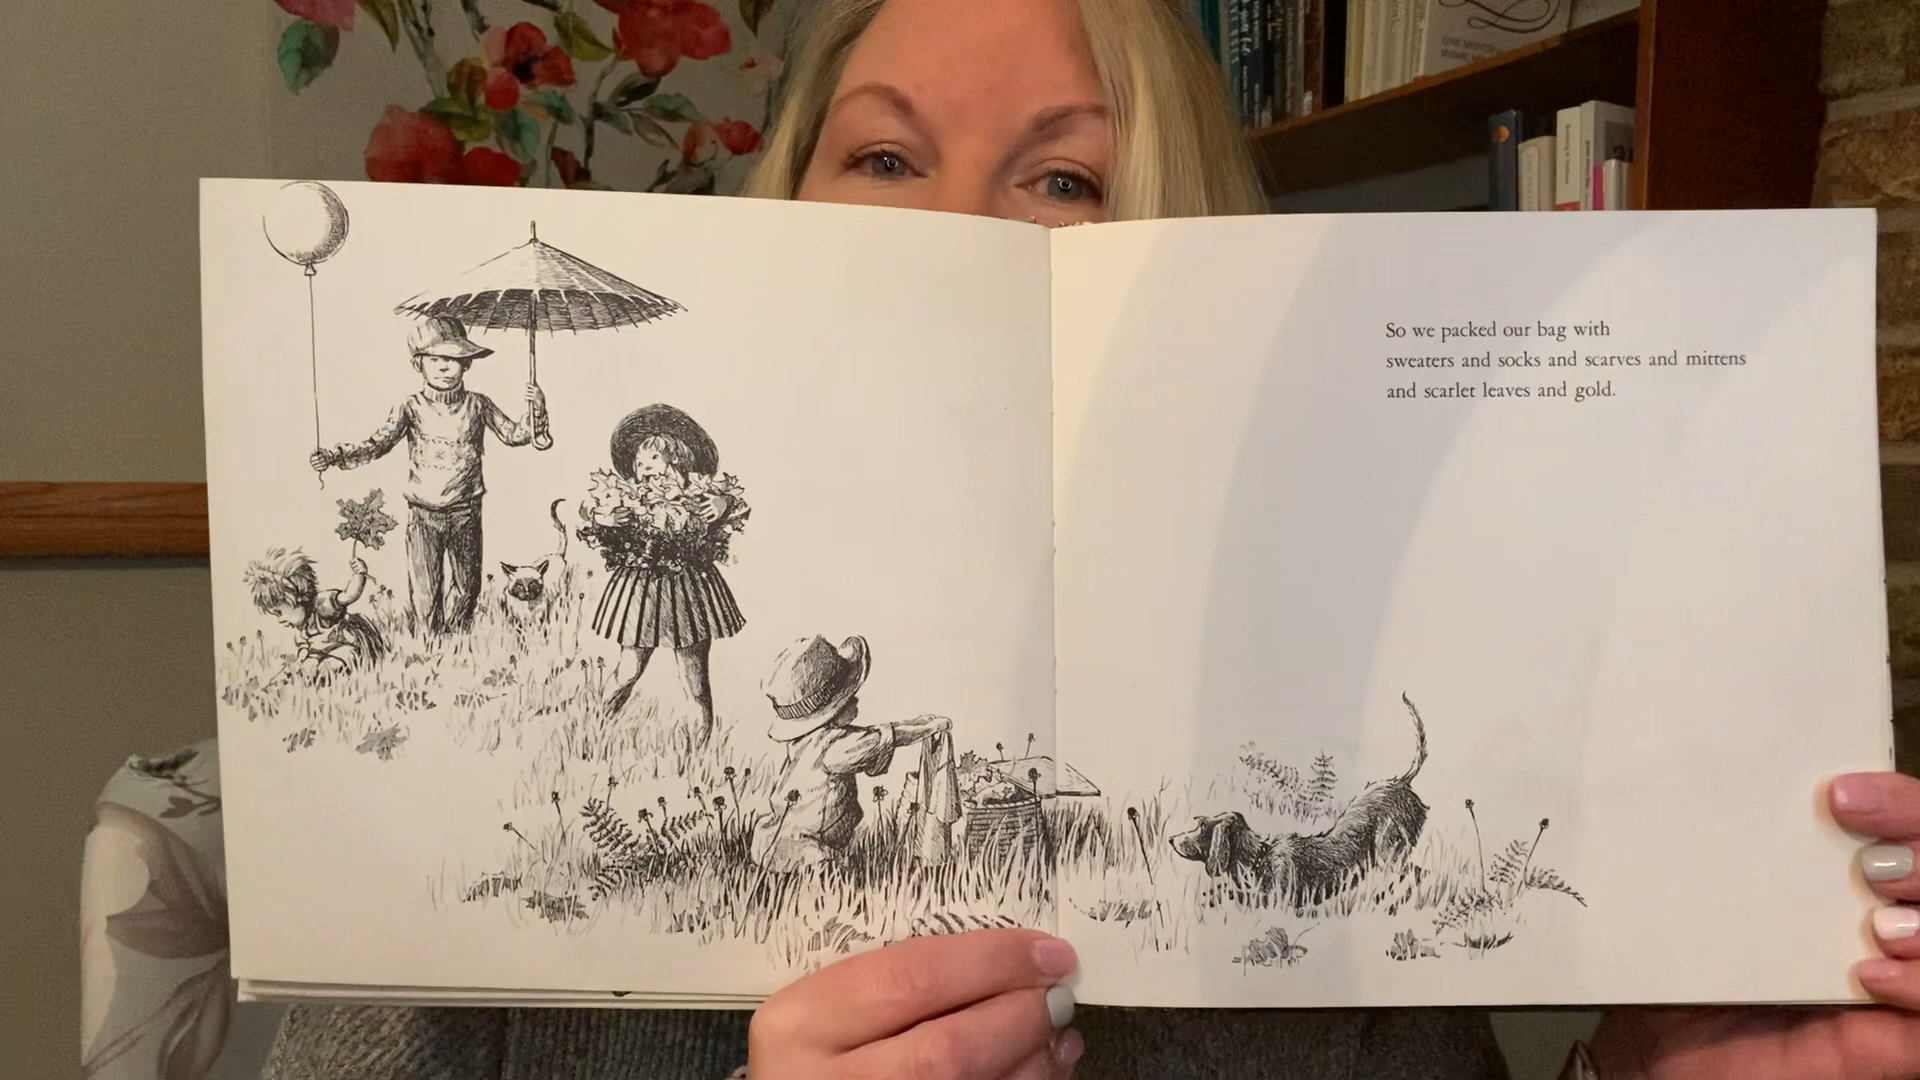 So we packed our bag with
sweaters and socks and scarves and mittens
and scarlet leaves and gold.